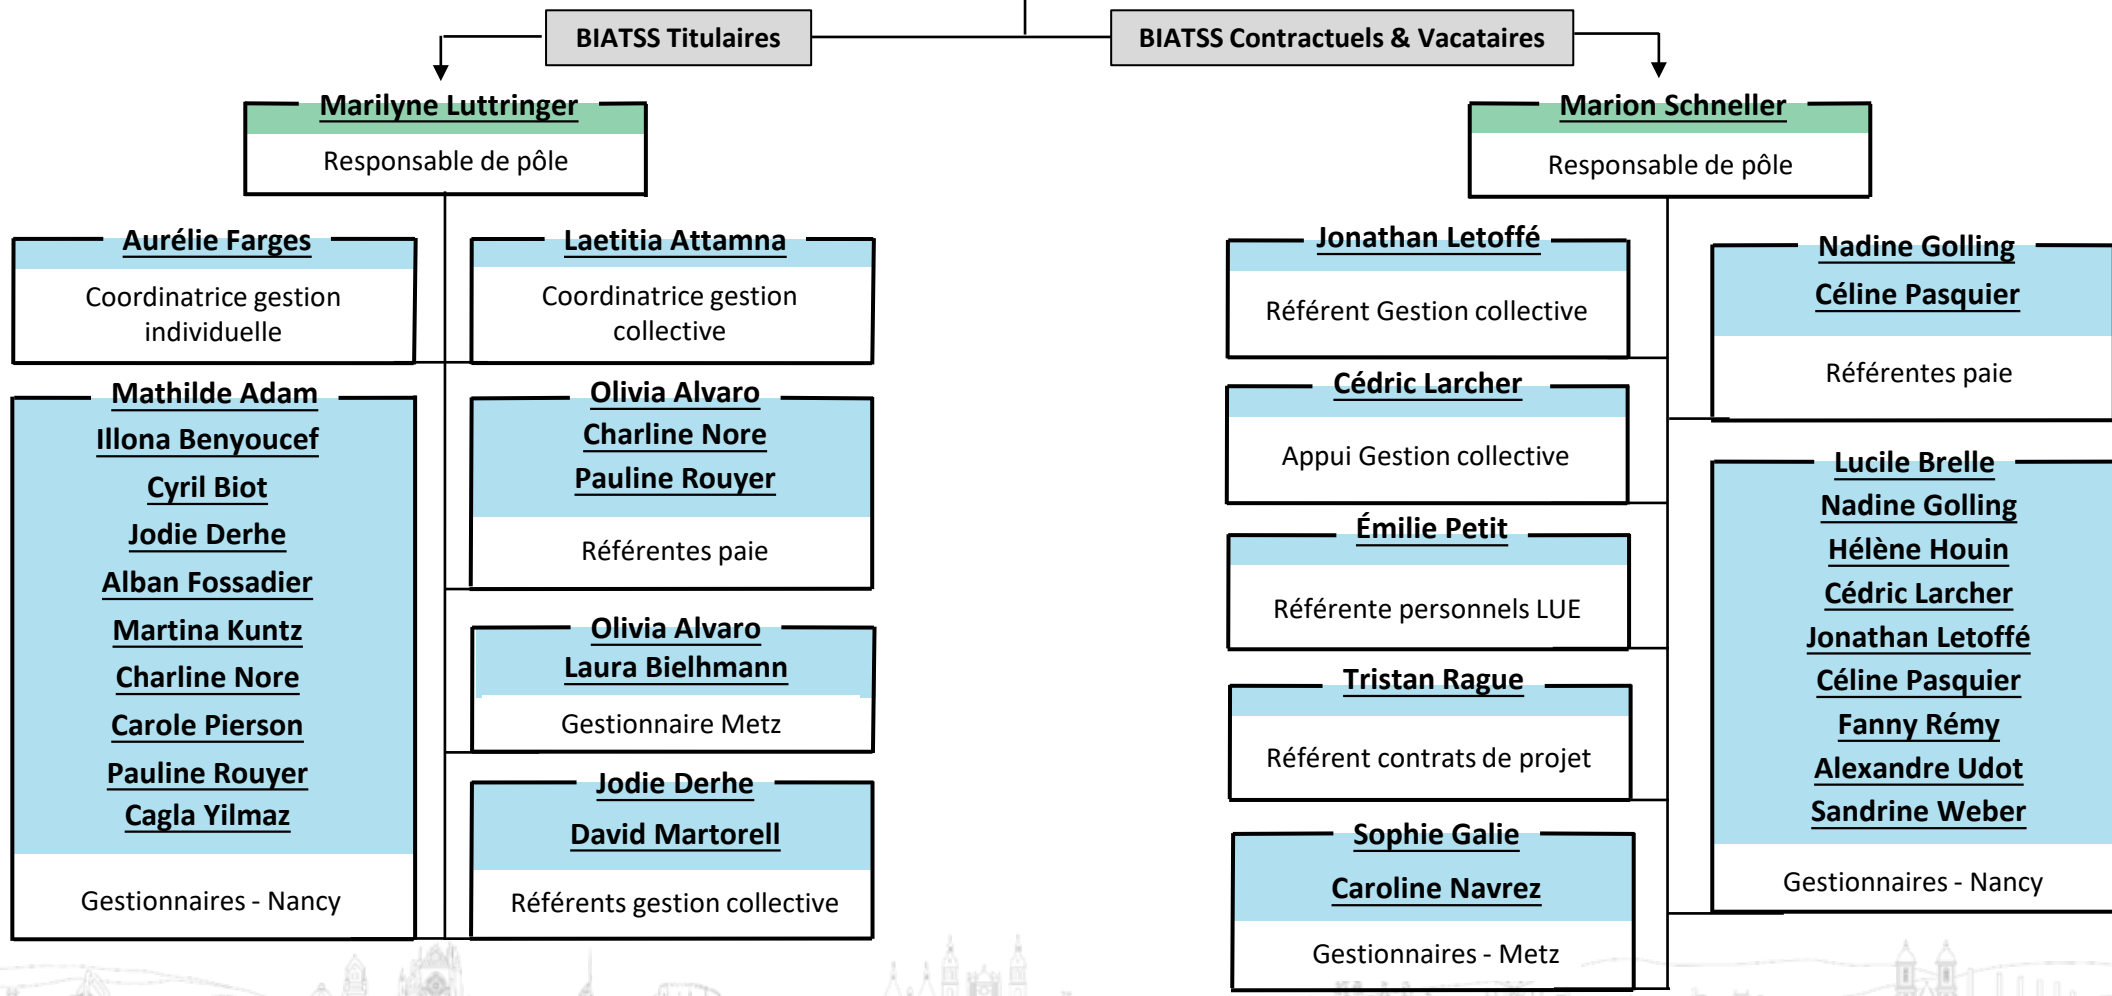 BIATSS Titulaires
BIATSS Contractuels & Vacataires
Marilyne Luttringer
Responsable de pôle
Aurélie Farges
Coordinatrice gestion
individuelle
Laetitia Attamna
Coordinatrice gestion
collective
Mathilde Adam
Illona Benyoucef
Cyril Biot
Jodie Derhe
Alban Fossadier
Martina Kuntz
Charline Nore
Carole Pierson
Pauline Rouyer
Cagla Yilmaz
Gestionnaires - Nancy
Olivia Alvaro
Charline Nore
Pauline Rouyer
Référentes paie
Olivia Alvaro
Laura Bielhmann
Gestionnaire Metz
Jodie Derhe
David Martorell
Référents gestion collective
Marion Schneller
Responsable de pôle
Jonathan Letoffé
Référent Gestion collective
Cédric Larcher
Appui Gestion collective
Émilie Petit
Référente personnels LUE
Tristan Rague
Référent contrats de projet
Sophie Galie
Caroline Navrez
Gestionnaires - Metz
Nadine Golling
Céline Pasquier
Référentes paie
Lucile Brelle
Nadine Golling
Hélène Houin
Cédric Larcher
Jonathan Letoffé
Céline Pasquier
Fanny Rémy
Alexandre Udot
Sandrine Weber
Gestionnaires - Nancy